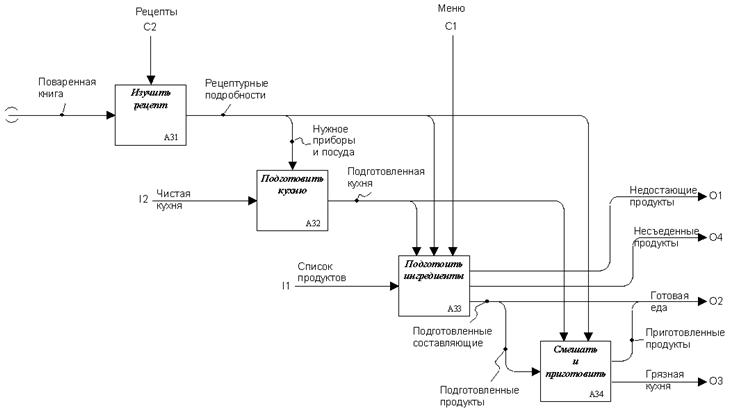 Рецепты
C2
Меню
C1
Поваренная
книга
Изучить
рецепт
A31
Рецептурные
подробности
Нужное
приборы
и посуда
I2
Чистая
кухня
Подготовить
кухню
A32
Подготовленная
кухня
Недостающие
продукты
O1
Несъеденные
продукты
O4
I1
Список
продуктов
Подготоить
ингредиенты
A33
Готовая
еда
O2
Подготовленные
составляющие
Смешать
и
приготовить
A34
Приготовленные
продукты
Подготовленные
продукты
Грязная
кухня
O3